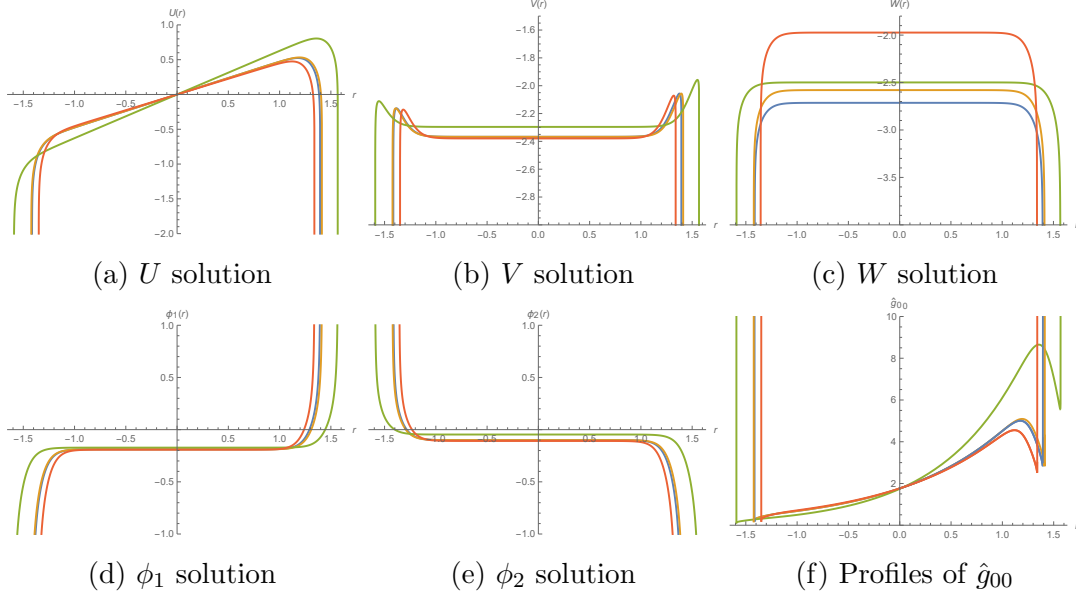 U(r)
1.0
0.5
-1.5 -1.0 -0.5 0.0 0.5 1.0 1.5 r
-0.5
-1.0
-1.5
-2.0
V(r)
-1.6
-1.8
-2.0
-2.2
-2.4
-2.6
-2.8
-1.5 -1.0 -0.5 0.0 0.5 1.0 1.5 r
W(r)
-2.0
-2.5
-3.0
-3.5
-1.5 -1.0 -0.5 0.0 0.5 1.0 1.5
(a) U solution
(b) V solution
(c) W solution
ϕ₁(r)
1.0
0.5
-1.5 -1.0 -0.5 0.0 0.5 1.0 1.5 r
-0.5
-1.0
ϕ₂(r)
1.0
0.5
-1.5 -1.0 -0.5 0.0 0.5 1.0 1.5 r
-0.5
-1.0
ĝ₀₀
10
8
6
4
2
-1.5 -1.0 -0.5 0.0 0.5 1.0 1.5
(d) ϕ₁ solution
(e) ϕ₂ solution
(f) Profiles of ĝ₀₀